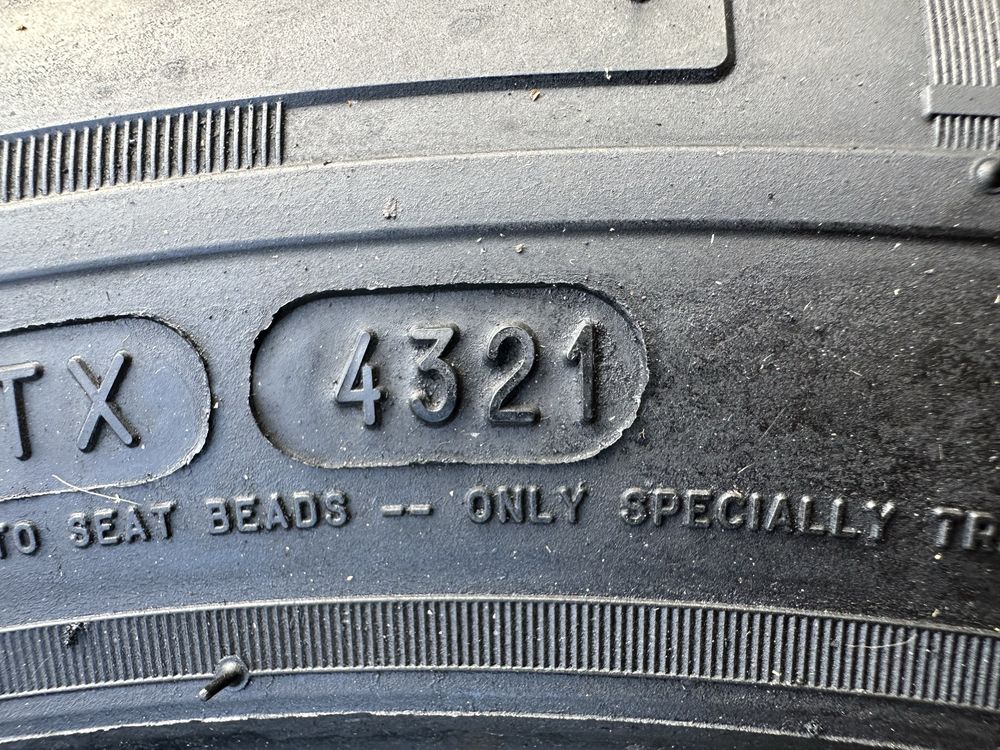 TX 4321
TO SEAT BEADS -- ONLY SPECIALLY